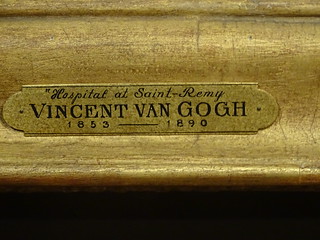 "Hospital at Saint-Remy
VINCENT VAN GOGH
1853 — 1890